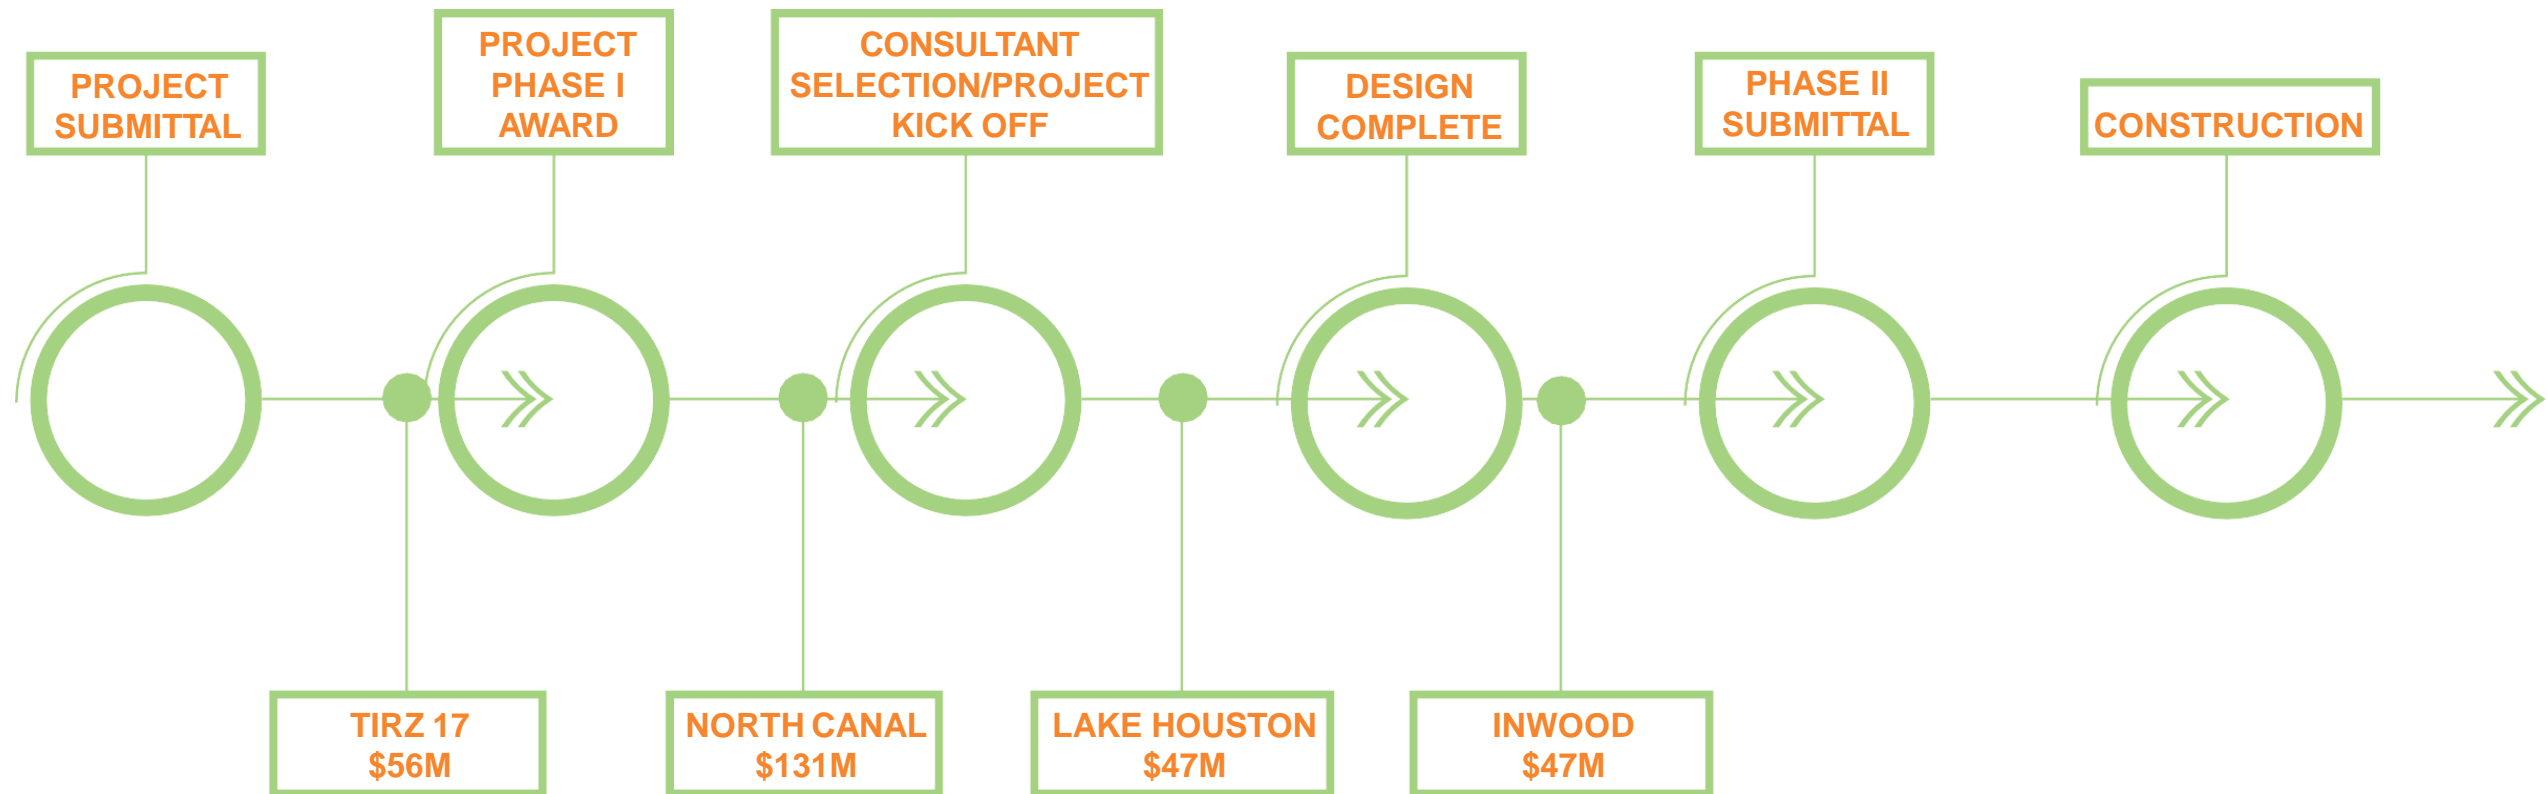 PROJECT
SUBMITTAL
PROJECT
PHASE I
AWARD
CONSULTANT
SELECTION/PROJECT
KICK OFF
DESIGN
COMPLETE
PHASE II
SUBMITTAL
CONSTRUCTION
TIRZ 17
$56M
NORTH CANAL
$131M
LAKE HOUSTON
$47M
INWOOD
$47M